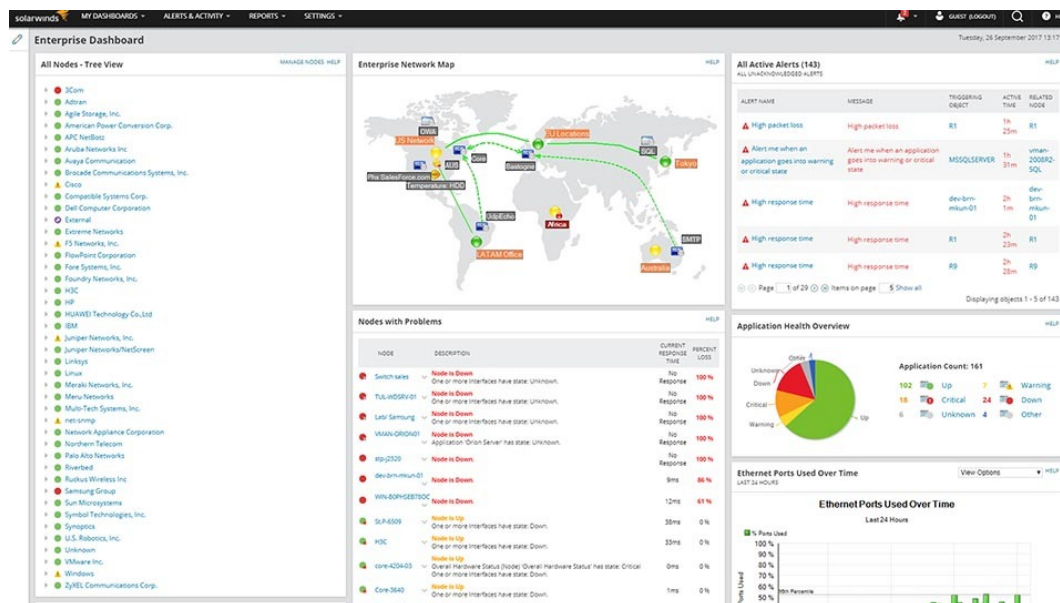 solarwinds MY DASHBOARDS ALERTS & ACTIVITY REPORTS SETTINGS GUEST (LOGOUT)
Enterprise Dashboard
Tuesday, 26 September 2017 13:17
All Nodes - Tree View MANAGE NODES HELP
3Com
Adtran
Agile Storage, Inc.
American Power Conversion Corp.
APC NetBotz
Aruba Networks Inc
Avaya Communication
Brocade Communications Systems, Inc.
Cisco
Compatible Systems Corp.
Dell Computer Corporation
External
Extreme Networks
F5 Networks, Inc.
FlowPoint Corporation
Fore Systems, Inc.
Foundry Networks, Inc.
H3C
HP
HUAWEI Technology Co.,Ltd
IBM
Juniper Networks, Inc.
Juniper Networks/NetScreen
Linksys
Linux
Meraki Networks, Inc.
Meru Networks
Multi-Tech Systems, Inc.
net-snmp
Network Appliance Corporation
Northern Telecom
Palo Alto Networks
Riverbed
Ruckus Wireless Inc
Samsung Group
Sun Microsystems
Symbol Technologies, Inc.
Synoptics
U.S. Robotics, Inc.
Unknown
VMware Inc.
Windows
ZyXEL Communications Corp.
Enterprise Network Map HELP
OWA
US Network
EU Locations
SQL
AUS
Core
Bastogne
Tokyo
Phx SalesForce.com
Temperature: HDD
UdpEcho
Africa
SMTP
LATAM Office
Australia
Nodes with Problems HELP
NODE DESCRIPTION CURRENT RESPONSE TIME PERCENT LOSS
Switch sales Node is Down No Response 100 %
One or more interfaces have state: Unknown.
TUL-WDSRV-01 Node is Down No Response 100 %
One or more interfaces have state: Unknown.
Lab/ Samsung Node is Down No Response 100 %
One or more interfaces have state: Unknown.
VMAN-ORION01 Node is Down No Response 100 %
Application 'Orion Server' has state: Unknown.
stp-j2320 Node is Down. No Response 100 %
dev-brn-mkun-01 Node is Down. 9ms 86 %
Node is Down. 12ms 61 %
St.P-6509 Node is Up 38ms 0 %
One or more interfaces have state: Down.
H3C Node is Up 33ms 0 %
One or more interfaces have state: Down.
core-4204-03 Node is Up 0ms 0 %
Overall Hardware Status (Node) 'Overall Hardware Status' has state: Critical
One or more interfaces have state: Down.
Core-3640 Node is Up 1ms 0 %
One or more interfaces have state: Down.
All Active Alerts (143) HELP
ALL UNACKNOWLEDGED ALERTS
ALERT NAME MESSAGE TRIGGERING OBJECT ACTIVE TIME RELATED NODE
High packet loss High packet loss R1 1h 25m R1
Alert me when an application goes into warning or critical state Alert me when an application goes into warning or critical state MSSQLSERVER 1h 31m vman-2008R2-SQL
High response time High response time dev-brn-mkun-01 2h 1m dev-brn-mkun-01
High response time High response time R1 2h 23m R1
High response time High response time R9 2h 28m R9
Page 1 of 29 Items on page 5 Show all
Displaying objects 1 - 5 of 143
Application Health Overview HELP
Other
Unknown
Down
Critical
Warning
Up
Application Count: 161
102 Up 7 Warning
18 Critical 24 Down
6 Unknown 4 Other
Ethernet Ports Used Over Time View Options HELP
LAST 24 HOURS
Ethernet Ports Used Over Time
Last 24 Hours
% Ports Used
100 %
90 %
80 %
70 %
60 %
50 %
95th Percentile
Ports Used